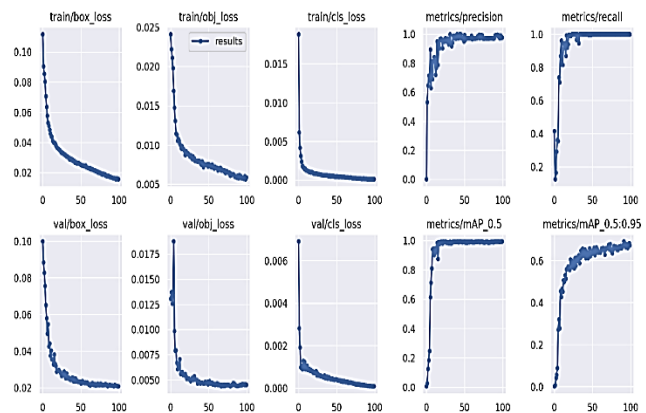 train/box_loss
train/obj_loss
train/cls_loss
metrics/precision
metrics/recall
0.10
0.08
0.06
0.04
0.02
0 50 100
0.025
0.020
0.015
0.010
0.005
results
0 50 100
0.015
0.010
0.005
0.000
0 50 100
1.0
0.8
0.6
0.4
0.2
0.0
0 50 100
1.0
0.8
0.6
0.4
0.2
0 50 100
val/box_loss
val/obj_loss
val/cls_loss
metrics/mAP_0.5
metrics/mAP_0.5:0.95
0.10
0.08
0.06
0.04
0.02
0 50 100
0.0175
0.0150
0.0125
0.0100
0.0075
0.0050
0 50 100
0.006
0.004
0.002
0.000
0 50 100
1.0
0.8
0.6
0.4
0.2
0.0
0 50 100
0.6
0.4
0.2
0.0
0 50 100